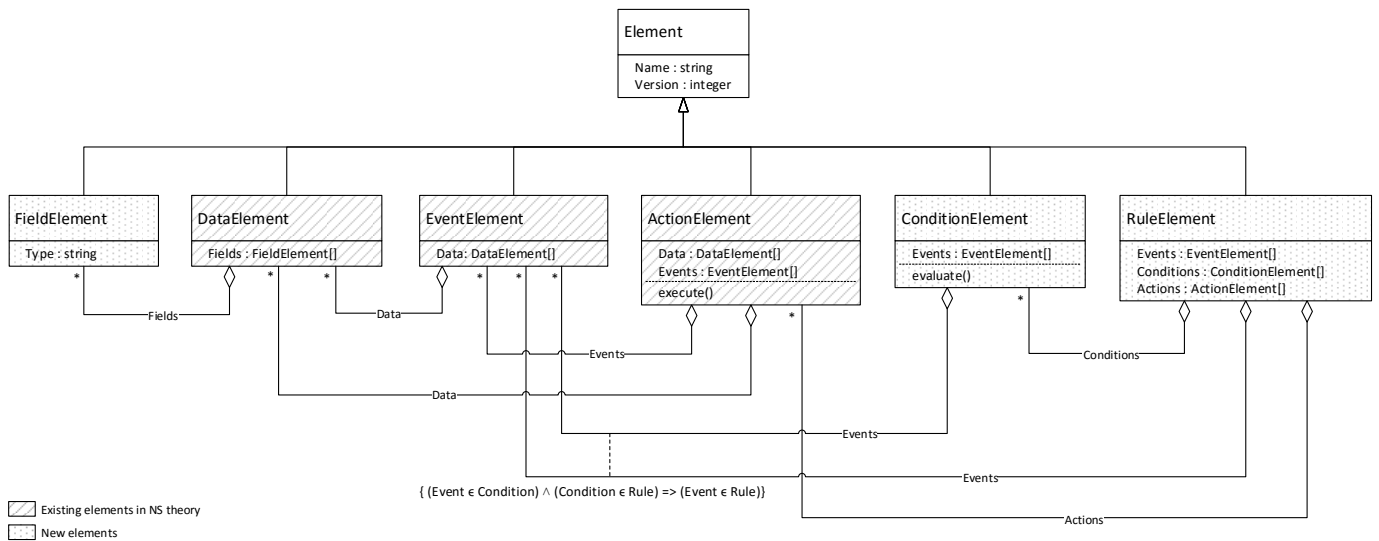 Element
Name : string
Version : integer
FieldElement
Type : string
DataElement
Fields : FieldElement[]
EventElement
Data: DataElement[]
ActionElement
Data : DataElement[]
Events : EventElement[]
execute()
ConditionElement
Events : EventElement[]
evaluate()
RuleElement
Events : EventElement[]
Conditions : ConditionElement[]
Actions : ActionElement[]
* * * * * * * *
Fields
Data
Events
Conditions
Data
Events
Events
{ (Event ϵ Condition) ∧ (Condition ϵ Rule) => (Event ϵ Rule)}
Actions
Existing elements in NS theory
New elements